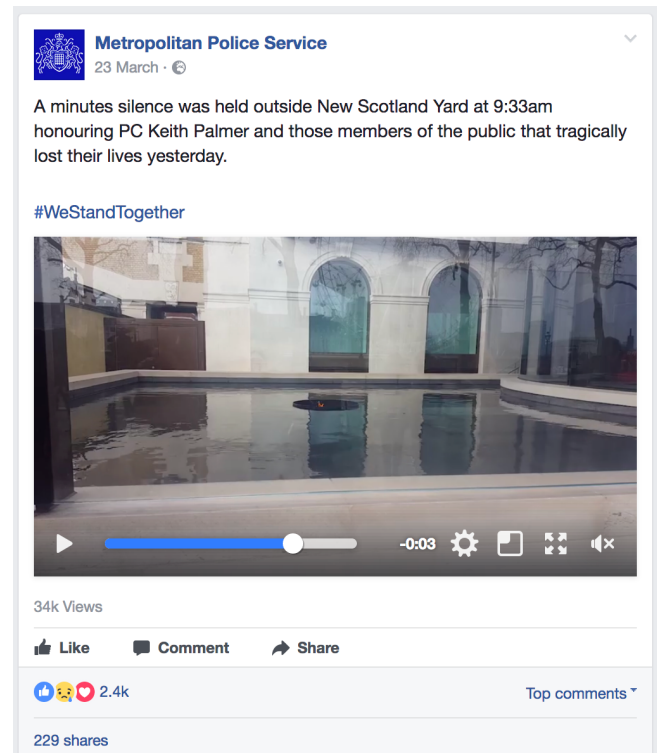 Metropolitan Police Service
23 March ·
A minutes silence was held outside New Scotland Yard at 9:33am
honouring PC Keith Palmer and those members of the public that tragically
lost their lives yesterday.
#WeStandTogether
-0:03
34k Views
Like Comment Share
2.4k Top comments
229 shares